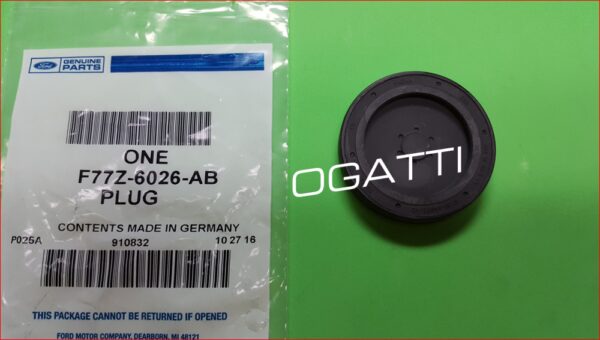 Ford
GENUINE
PARTS
ONE
F77Z-6026-AB
PLUG
CONTENTS MADE IN GERMANY
P025A 910832 10 27 16
THIS PACKAGE CANNOT BE RETURNED IF OPENED
FORD MOTOR COMPANY, DEARBORN, MI 48121
OGATTI